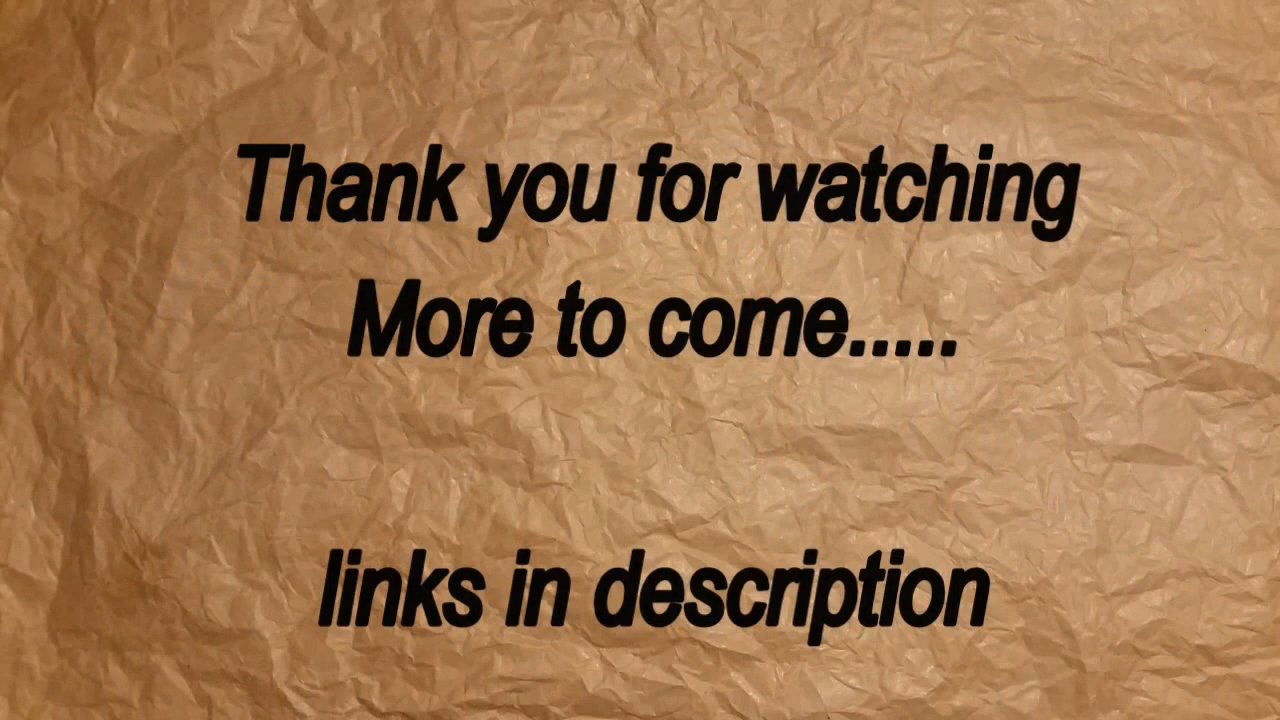 Thank you for watching
More to come.....
links in description